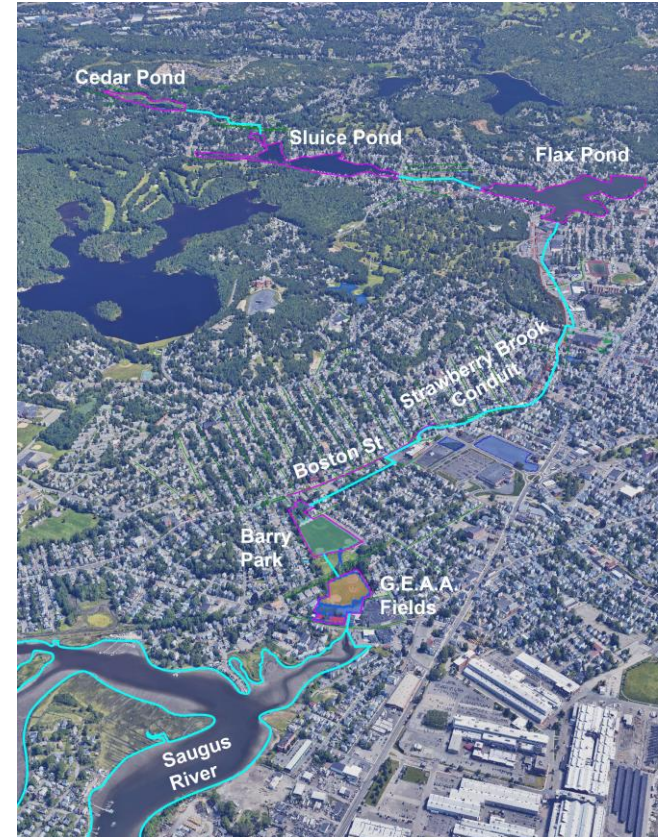 Cedar Pond
Sluice Pond
Flax Pond
Strawberry Brook
Conduit
Boston St
Barry
Park
G.E.A.A.
Fields
Saugus
River